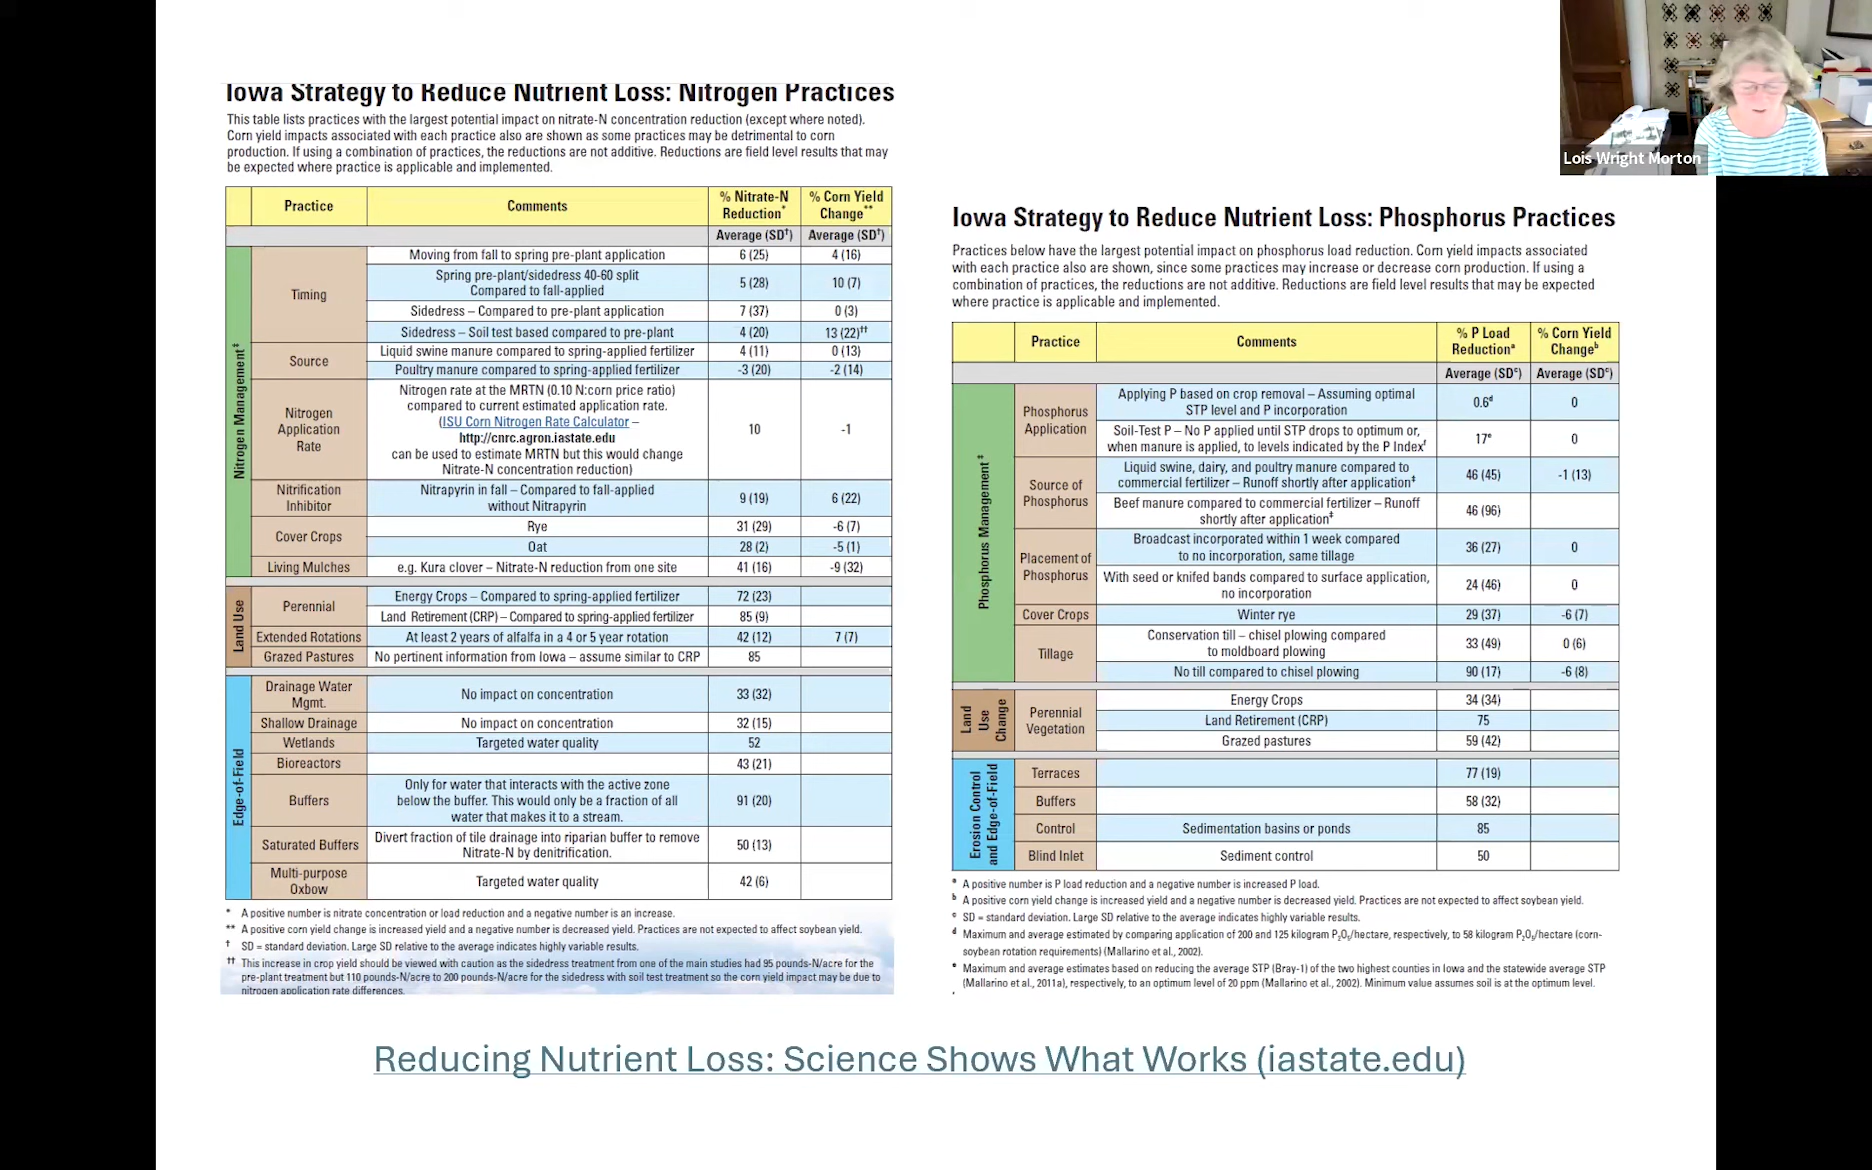 Iowa Strategy to Reduce Nutrient Loss: Nitrogen Practices
This table lists practices with the largest potential impact on nitrate-N concentration reduction (except where noted).
Corn yield impacts associated with each practice also are shown as some practices may be detrimental to corn
production. If using a combination of practices, the reductions are not additive. Reductions are field level results that may
be expected where practice is applicable and implemented.
Practice
Comments
% Nitrate-N
Reduction*
% Corn Yield
Change**
Average (SD†)
Average (SD†)
Nitrogen Management‡
Timing
Moving from fall to spring pre-plant application
6 (25)
4 (16)
Spring pre-plant/sidedress 40-60 split
Compared to fall-applied
5 (28)
10 (7)
Sidedress – Compared to pre-plant application
7 (37)
0 (3)
Sidedress – Soil test based compared to pre-plant
4 (20)
13 (22)††
Source
Liquid swine manure compared to spring-applied fertilizer
4 (11)
0 (13)
Poultry manure compared to spring-applied fertilizer
-3 (20)
-2 (14)
Nitrogen
Application
Rate
Nitrogen rate at the MRTN (0.10 N:corn price ratio)
compared to current estimated application rate.
(ISU Corn Nitrogen Rate Calculator –
http://cnrc.agron.iastate.edu
can be used to estimate MRTN but this would change
Nitrate-N concentration reduction)
10
-1
Nitrification
Inhibitor
Nitrapyrin in fall – Compared to fall-applied
without Nitrapyrin
9 (19)
6 (22)
Cover Crops
Rye
31 (29)
-6 (7)
Oat
28 (2)
-5 (1)
Living Mulches
e.g. Kura clover – Nitrate-N reduction from one site
41 (16)
-9 (32)
Land Use
Perennial
Energy Crops – Compared to spring-applied fertilizer
72 (23)
Land Retirement (CRP) – Compared to spring-applied fertilizer
85 (9)
Extended Rotations
At least 2 years of alfalfa in a 4 or 5 year rotation
42 (12)
7 (7)
Grazed Pastures
No pertinent information from Iowa – assume similar to CRP
85
Edge-of-Field
Drainage Water
Mgmt.
No impact on concentration
33 (32)
Shallow Drainage
No impact on concentration
32 (15)
Wetlands
Targeted water quality
52
Bioreactors
43 (21)
Buffers
Only for water that interacts with the active zone
below the buffer. This would only be a fraction of all
water that makes it to a stream.
91 (20)
Saturated Buffers
Divert fraction of tile drainage into riparian buffer to remove
Nitrate-N by denitrification.
50 (13)
Multi-purpose
Oxbow
Targeted water quality
42 (6)
* A positive number is nitrate concentration or load reduction and a negative number is an increase.
** A positive corn yield change is increased yield and a negative number is decreased yield. Practices are not expected to affect soybean yield.
† SD = standard deviation. Large SD relative to the average indicates highly variable results.
†† This increase in crop yield should be viewed with caution as the sidedress treatment from one of the main studies had 95 pounds-N/acre for the
pre-plant treatment but 110 pounds-N/acre to 200 pounds-N/acre for the sidedress with soil test treatment so the corn yield impact may be due to
nitrogen application rate differences.
Lois Wright Morton
Iowa Strategy to Reduce Nutrient Loss: Phosphorus Practices
Practices below have the largest potential impact on phosphorus load reduction. Corn yield impacts associated
with each practice also are shown, since some practices may increase or decrease corn production. If using a
combination of practices, the reductions are not additive. Reductions are field level results that may be expected
where practice is applicable and implemented.
Practice
Comments
% P Load
Reductionᵃ
% Corn Yield
Changeᵇ
Average (SDᶜ)
Average (SDᶜ)
Phosphorus Management‡
Phosphorus
Application
Applying P based on crop removal – Assuming optimal
STP level and P incorporation
0.6ᵈ
0
Soil-Test P – No P applied until STP drops to optimum or,
when manure is applied, to levels indicated by the P Indexᶠ
17ᵉ
0
Source of
Phosphorus
Liquid swine, dairy, and poultry manure compared to
commercial fertilizer – Runoff shortly after application‡
46 (45)
-1 (13)
Beef manure compared to commercial fertilizer – Runoff
shortly after application‡
46 (96)
Placement of
Phosphorus
Broadcast incorporated within 1 week compared
to no incorporation, same tillage
36 (27)
0
With seed or knifed bands compared to surface application,
no incorporation
24 (46)
0
Cover Crops
Winter rye
29 (37)
-6 (7)
Tillage
Conservation till – chisel plowing compared
to moldboard plowing
33 (49)
0 (6)
No till compared to chisel plowing
90 (17)
-6 (8)
Land
Use
Change
Perennial
Vegetation
Energy Crops
34 (34)
Land Retirement (CRP)
75
Grazed pastures
59 (42)
Erosion Control
and Edge-of-Field
Terraces
77 (19)
Buffers
58 (32)
Control
Sedimentation basins or ponds
85
Blind Inlet
Sediment control
50
ᵃ A positive number is P load reduction and a negative number is increased P load.
ᵇ A positive corn yield change is increased yield and a negative number is decreased yield. Practices are not expected to affect soybean yield.
ᶜ SD = standard deviation. Large SD relative to the average indicates highly variable results.
ᵈ Maximum and average estimated by comparing application of 200 and 125 kilogram P₂O₅/hectare, respectively, to 58 kilogram P₂O₅/hectare (corn-
soybean rotation requirements) (Mallarino et al., 2002).
ᵉ Maximum and average estimates based on reducing the average STP (Bray-1) of the two highest counties in Iowa and the statewide average STP
(Mallarino et al., 2011a), respectively, to an optimum level of 20 ppm (Mallarino et al., 2002). Minimum value assumes soil is at the optimum level.
Reducing Nutrient Loss: Science Shows What Works (iastate.edu)